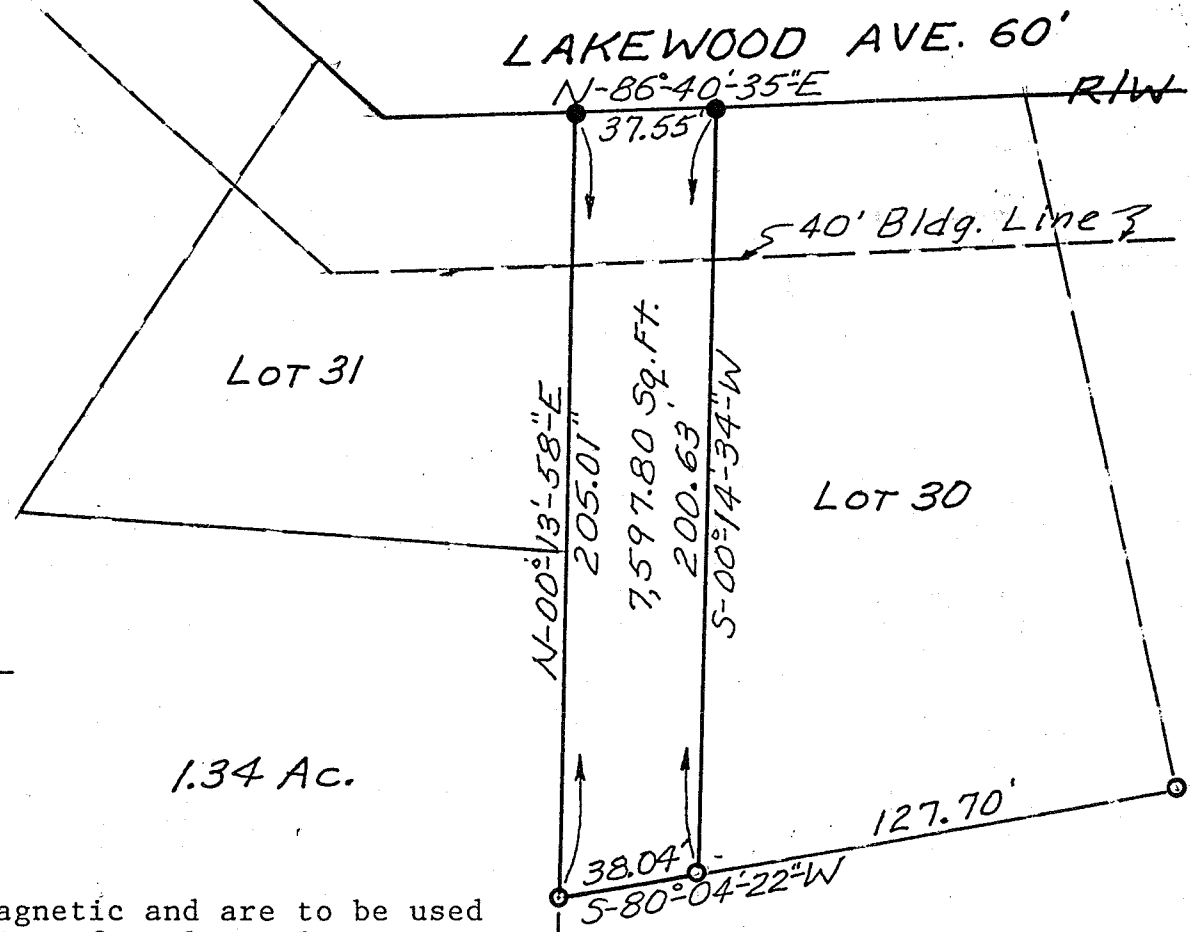 LAKEWOOD AVE. 60'
N-86°-40'-35"-E
R/W
37.55'
40' Bldg. Line
LOT 31
N-00°-13'-58"-E
205.01"
7,597.80 Sq.Ft.
200.63'
S-00°-14'-34"-W
LOT 30
1.34 Ac.
127.70'
38.04'
S-80°-04'-22"-W
agnetic and are to be used